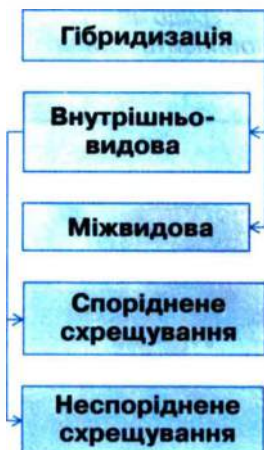 Гібридизація
Внутрішньо-
видова
Міжвидова
Споріднене
схрещування
Неспоріднене
схрещування